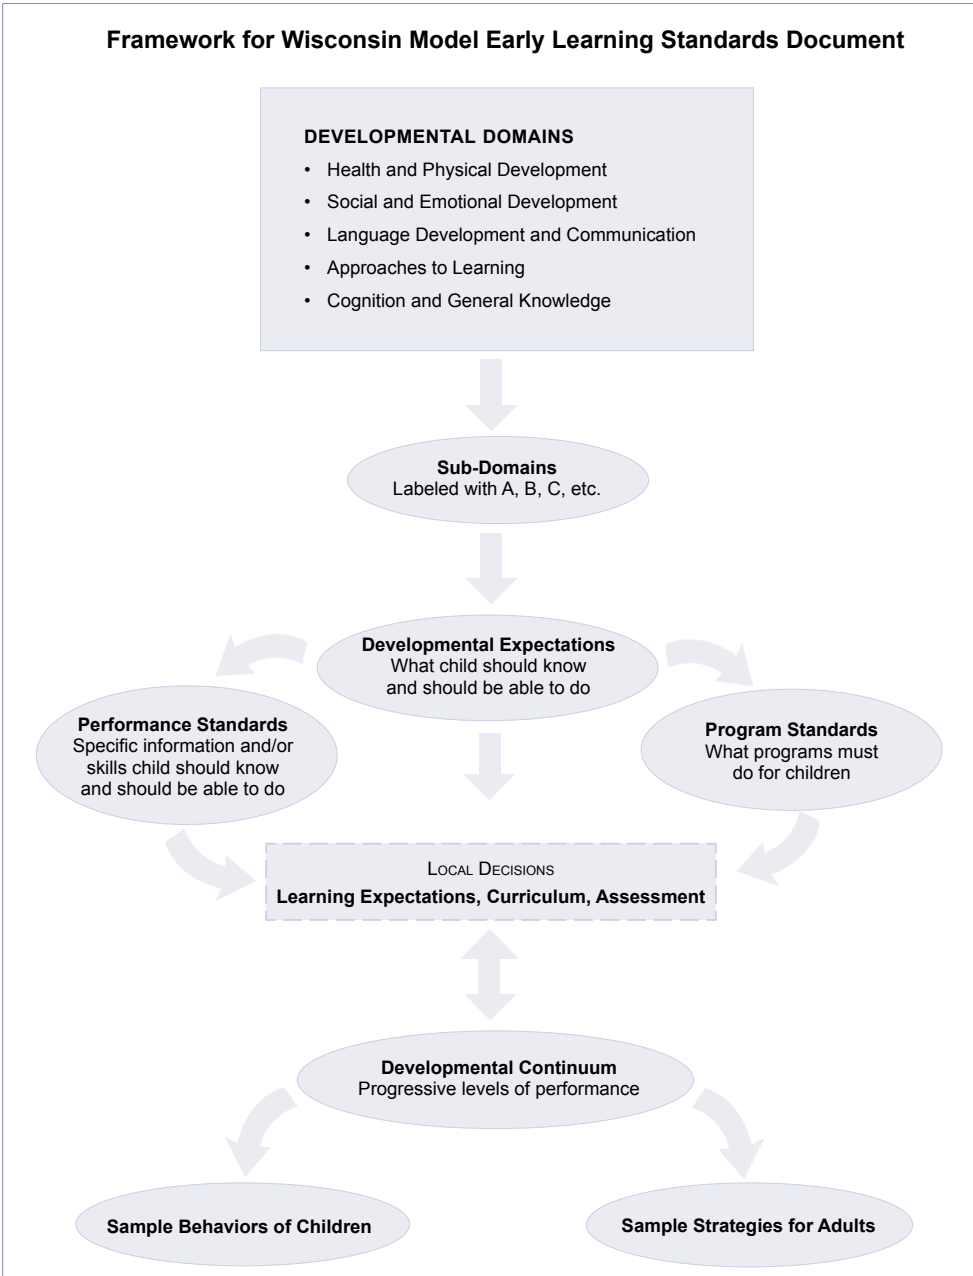 Framework for Wisconsin Model Early Learning Standards Document
DEVELOPMENTAL DOMAINS
• Health and Physical Development
• Social and Emotional Development
• Language Development and Communication
• Approaches to Learning
• Cognition and General Knowledge
Sub-Domains
Labeled with A, B, C, etc.
Developmental Expectations
What child should know
and should be able to do
Performance Standards
Specific information and/or
skills child should know
and should be able to do
Program Standards
What programs must
do for children
Local Decisions
Learning Expectations, Curriculum, Assessment
Developmental Continuum
Progressive levels of performance
Sample Behaviors of Children
Sample Strategies for Adults